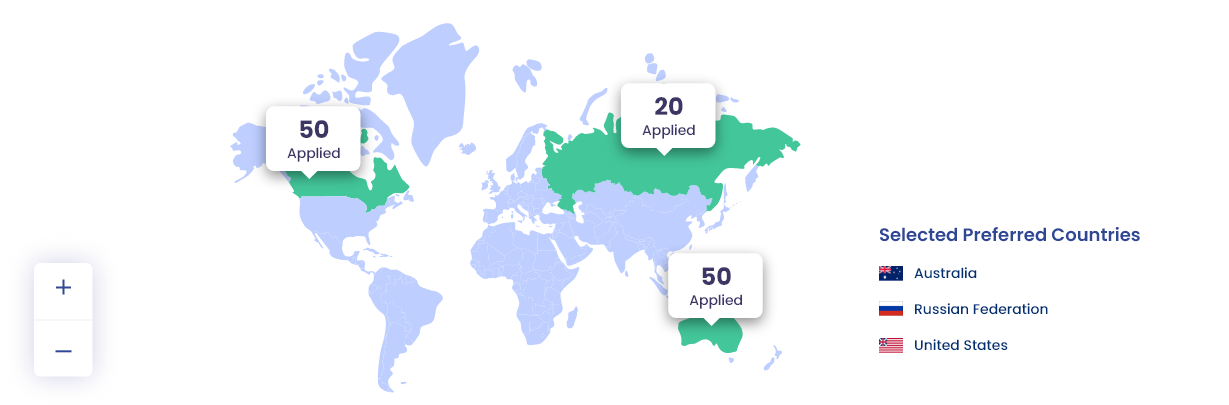 50
Applied
20
Applied
50
Applied
Selected Preferred Countries
Australia
Russian Federation
United States
+
−